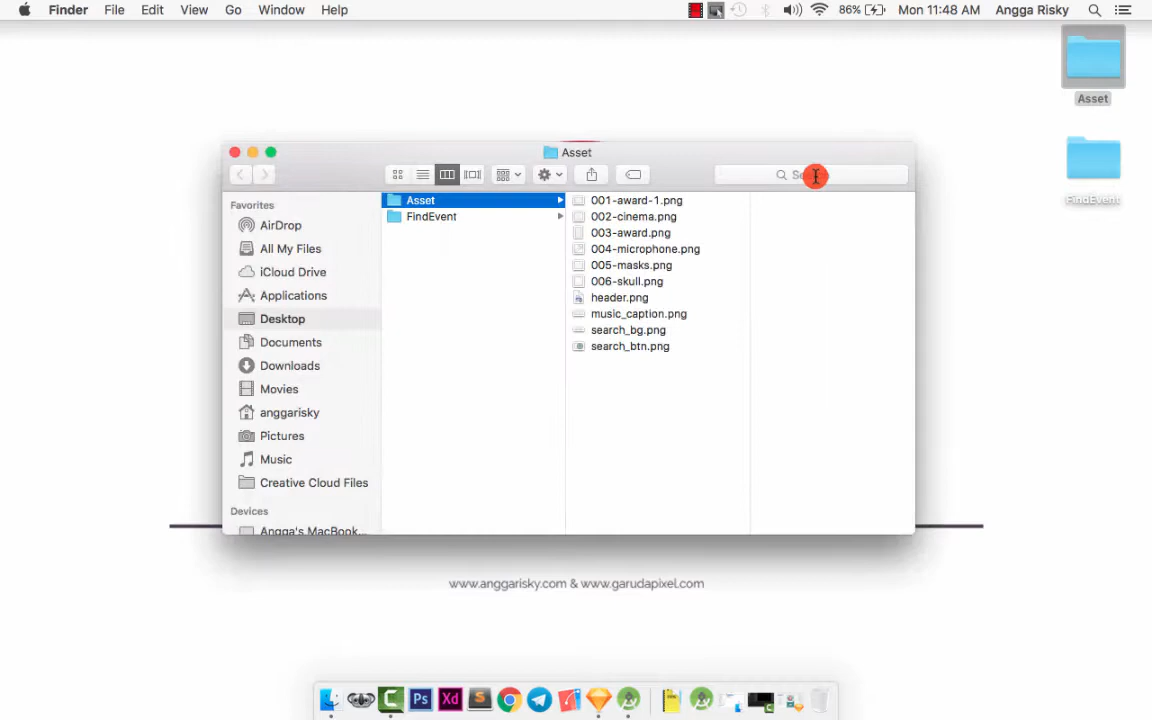 Finder File Edit View Go Window Help 86% Mon 11:48 AM Angga Risky
Asset
FindEvent
Asset
Favorites
AirDrop
All My Files
iCloud Drive
Applications
Desktop
Documents
Downloads
Movies
anggarisky
Pictures
Music
Creative Cloud Files
Devices
Angga's MacBook...
Asset
FindEvent
001-award-1.png
002-cinema.png
003-award.png
004-microphone.png
005-masks.png
006-skull.png
header.png
music_caption.png
search_bg.png
search_btn.png
www.anggarisky.com & www.garudapixel.com
Ps Xd S